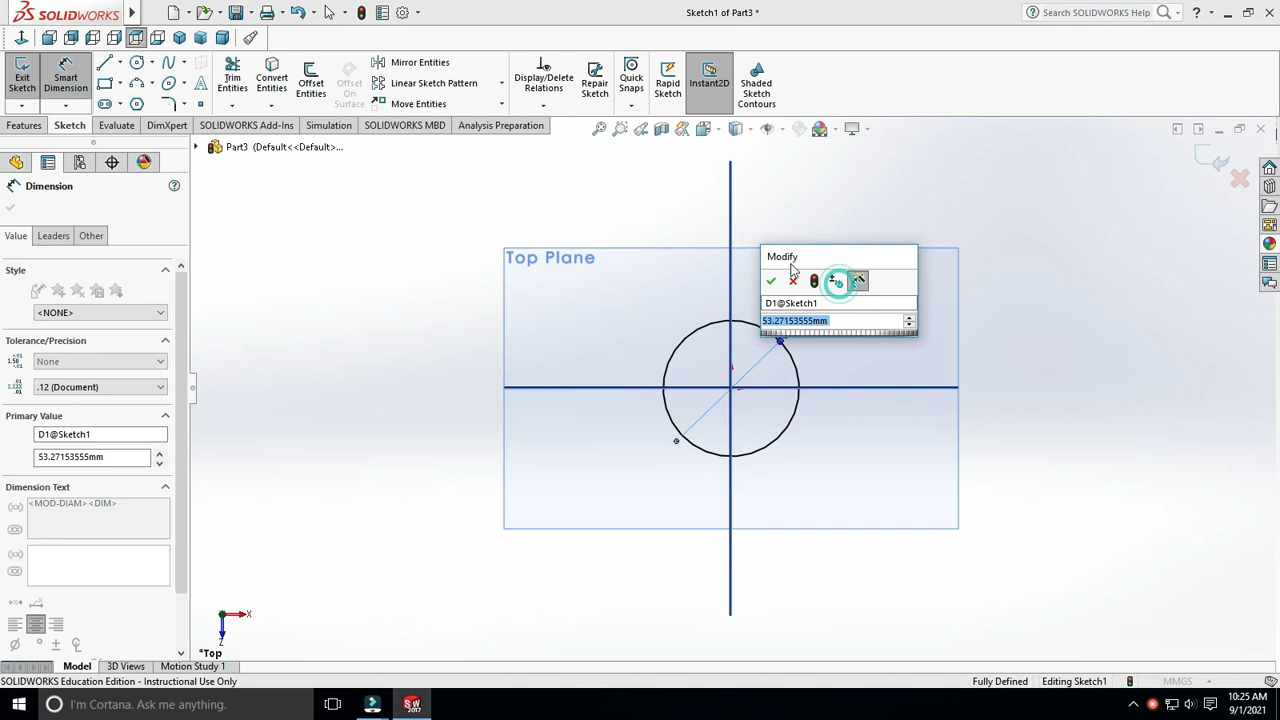 SOLIDWORKS
Sketch1 of Part3 *
Search SOLIDWORKS Help
Exit Sketch
Smart Dimension
Trim Entities
Convert Entities
Offset Entities
Offset On Surface
Mirror Entities
Linear Sketch Pattern
Move Entities
Display/Delete Relations
Repair Sketch
Quick Snaps
Rapid Sketch
Instant2D
Shaded Sketch Contours
Features Sketch Evaluate DimXpert SOLIDWORKS Add-Ins Simulation SOLIDWORKS MBD Analysis Preparation
Part3 (Default<<Default>...
Dimension
Value Leaders Other
Style
<NONE>
Tolerance/Precision
None
.12 (Document)
Primary Value
D1@Sketch1
53.27153555mm
Dimension Text
<MOD-DIAM><DIM>
Top Plane
Modify
D1@Sketch1
53.27153555mm
X
Z
*Top
Model 3D Views Motion Study 1
SOLIDWORKS Education Edition - Instructional Use Only
Fully Defined Editing Sketch1 MMGS
I'm Cortana. Ask me anything.
10:25 AM
9/1/2021